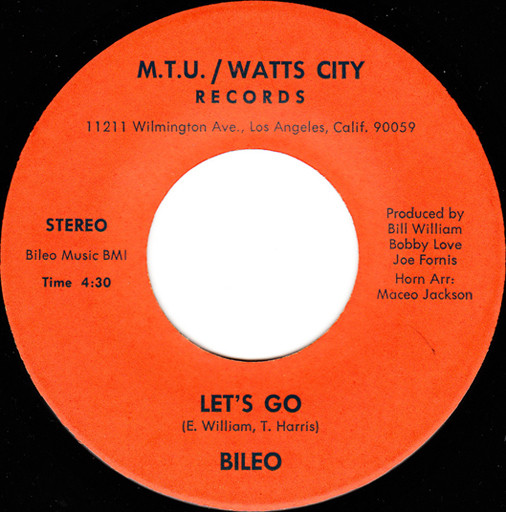 M.T.U. / WATTS CITY
RECORDS
11211 Wilmington Ave., Los Angeles, Calif. 90059
STEREO
Bileo Music BMI
Time 4:30
Produced by
Bill William
Bobby Love
Joe Fornis
Horn Arr:
Maceo Jackson
LET'S GO
(E. William, T. Harris)
BILEO